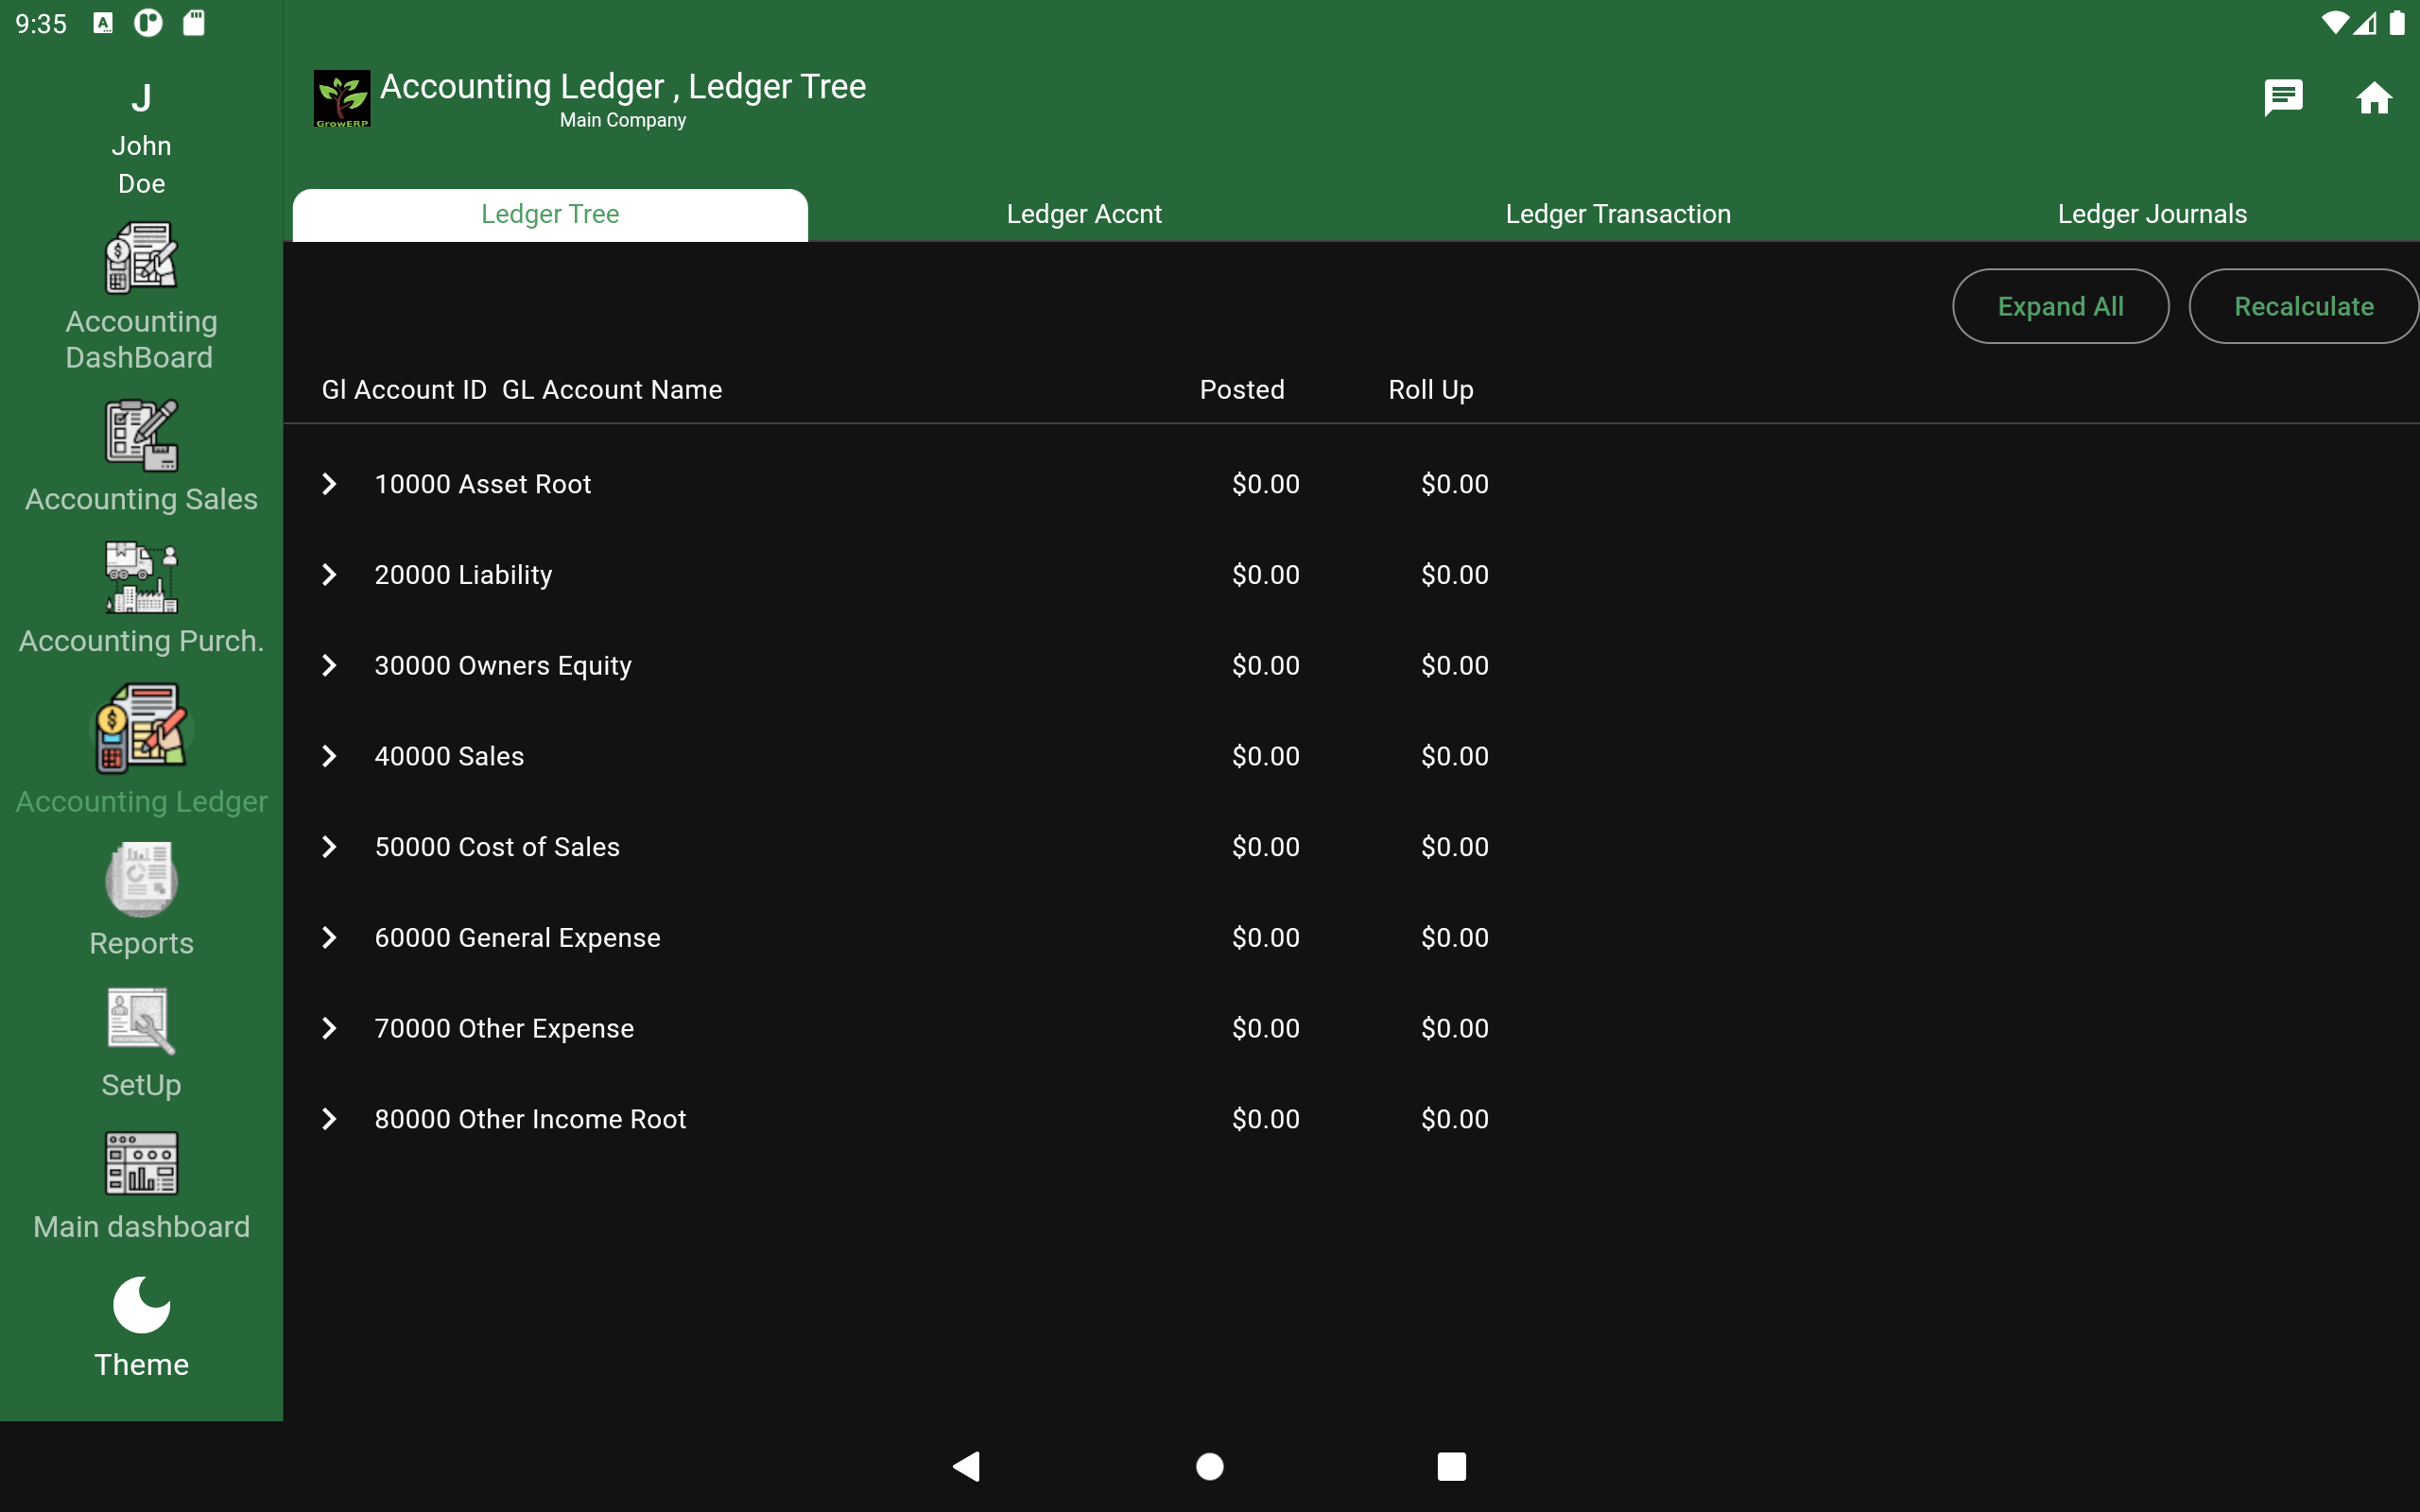 9:35
J
John
Doe
Accounting
DashBoard
Accounting Sales
Accounting Purch.
Accounting Ledger
Reports
SetUp
Main dashboard
Theme
GrowERP
Accounting Ledger , Ledger Tree
Main Company
Ledger Tree Ledger Accnt Ledger Transaction Ledger Journals
Expand All Recalculate
Gl Account ID GL Account Name Posted Roll Up
10000 Asset Root $0.00 $0.00
20000 Liability $0.00 $0.00
30000 Owners Equity $0.00 $0.00
40000 Sales $0.00 $0.00
50000 Cost of Sales $0.00 $0.00
60000 General Expense $0.00 $0.00
70000 Other Expense $0.00 $0.00
80000 Other Income Root $0.00 $0.00